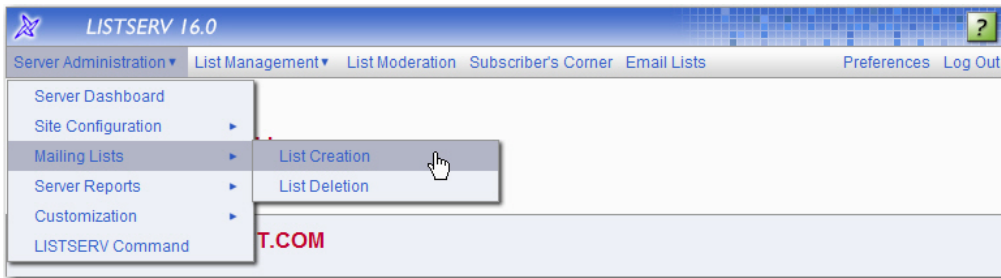 LISTSERV 16.0
?
Server Administration▾ List Management▾ List Moderation Subscriber's Corner Email Lists Preferences Log Out
Server Dashboard
Site Configuration ▸
Mailing Lists ▸ List Creation
Server Reports ▸ List Deletion
Customization ▸
LISTSERV Command T.COM